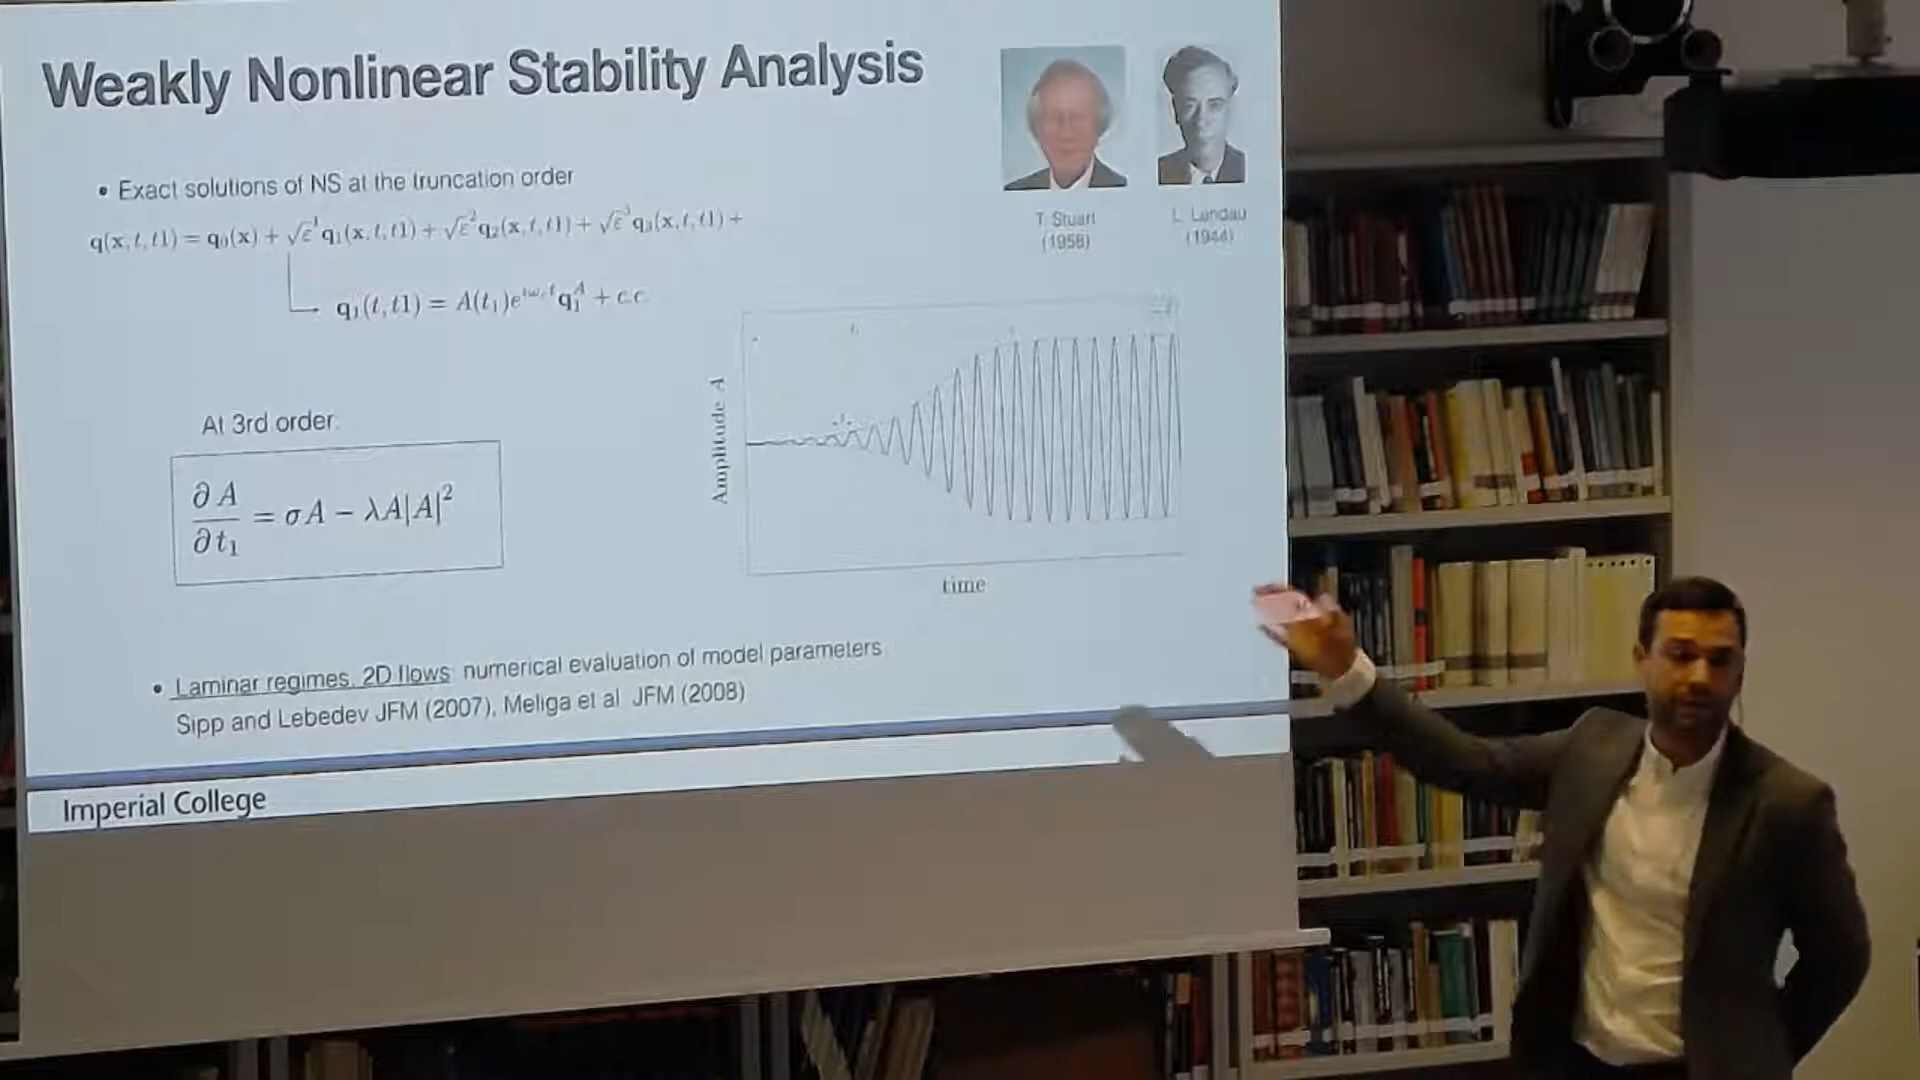 Weakly Nonlinear Stability Analysis
• Exact solutions of NS at the truncation order
q(x,t,t1) = q₀(x) + √ε¹q₁(x,t,t1) + √ε²q₂(x,t,t1) + √ε³q₃(x,t,t1) +
q₁(t,t1) = A(t₁)e^{iω_c t}q₁^A + c.c.
T. Stuart
(1958)
L. Landau
(1944)
At 3rd order:
∂A/∂t₁ = σA − λA|A|²
Amplitude A
time
• Laminar regimes, 2D flows: numerical evaluation of model parameters
Sipp and Lebedev JFM (2007), Meliga et al JFM (2008)
Imperial College